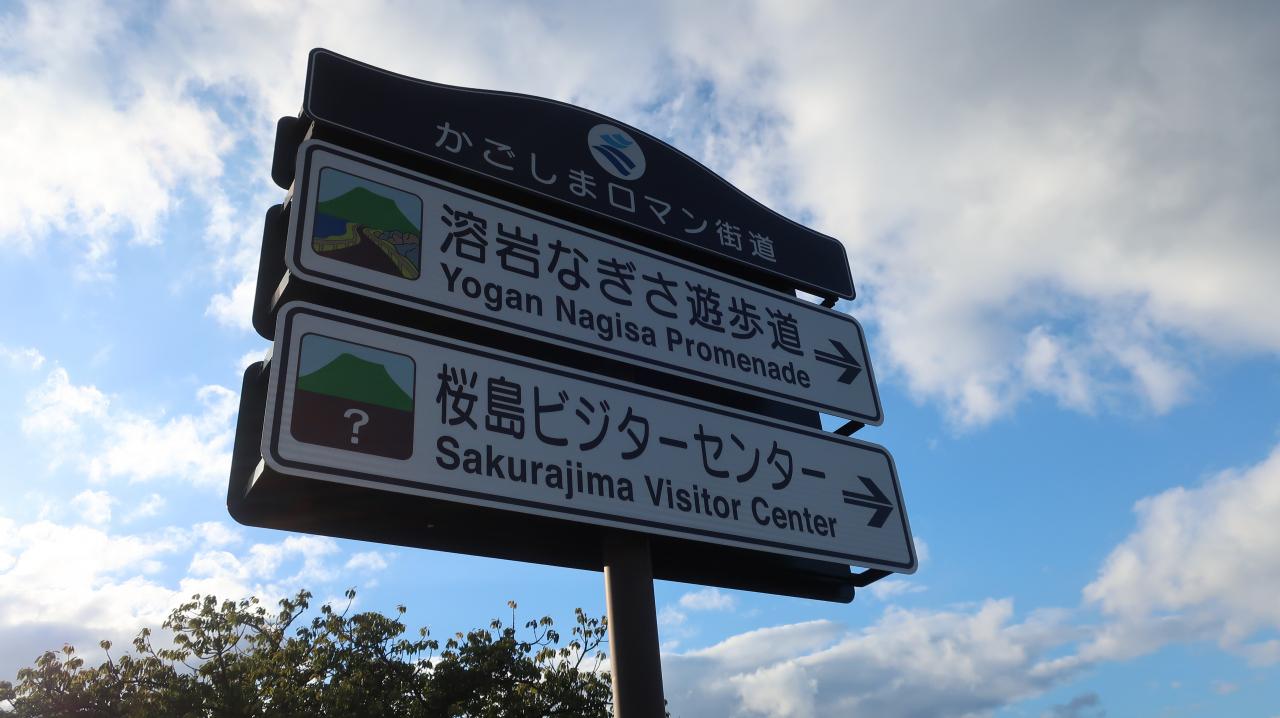 かごしまロマン街道
溶岩なぎさ遊歩道
Yogan Nagisa Promenade
桜島ビジターセンター
Sakurajima Visitor Center
?